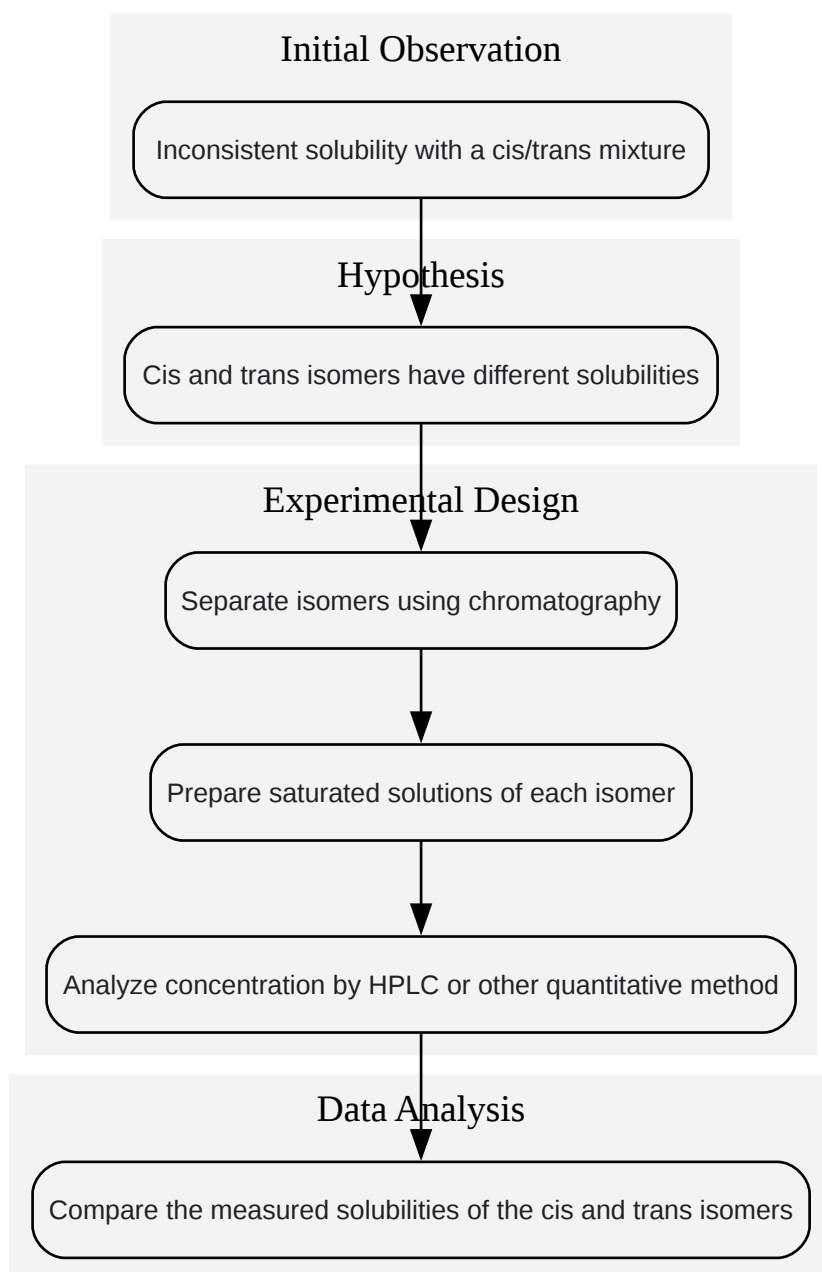 Initial Observation
Inconsistent solubility with a cis/trans mixture
Hypothesis
Cis and trans isomers have different solubilities
Experimental Design
Separate isomers using chromatography
Prepare saturated solutions of each isomer
Analyze concentration by HPLC or other quantitative method
Data Analysis
Compare the measured solubilities of the cis and trans isomers